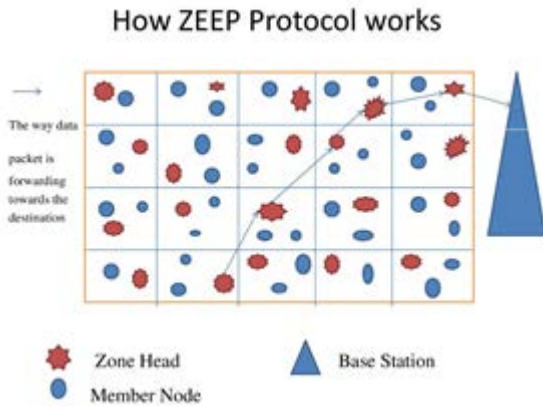 How ZEEP Protocol works
The way data
packet is
forwarding
towards the
destination
Zone Head
Base Station
Member Node